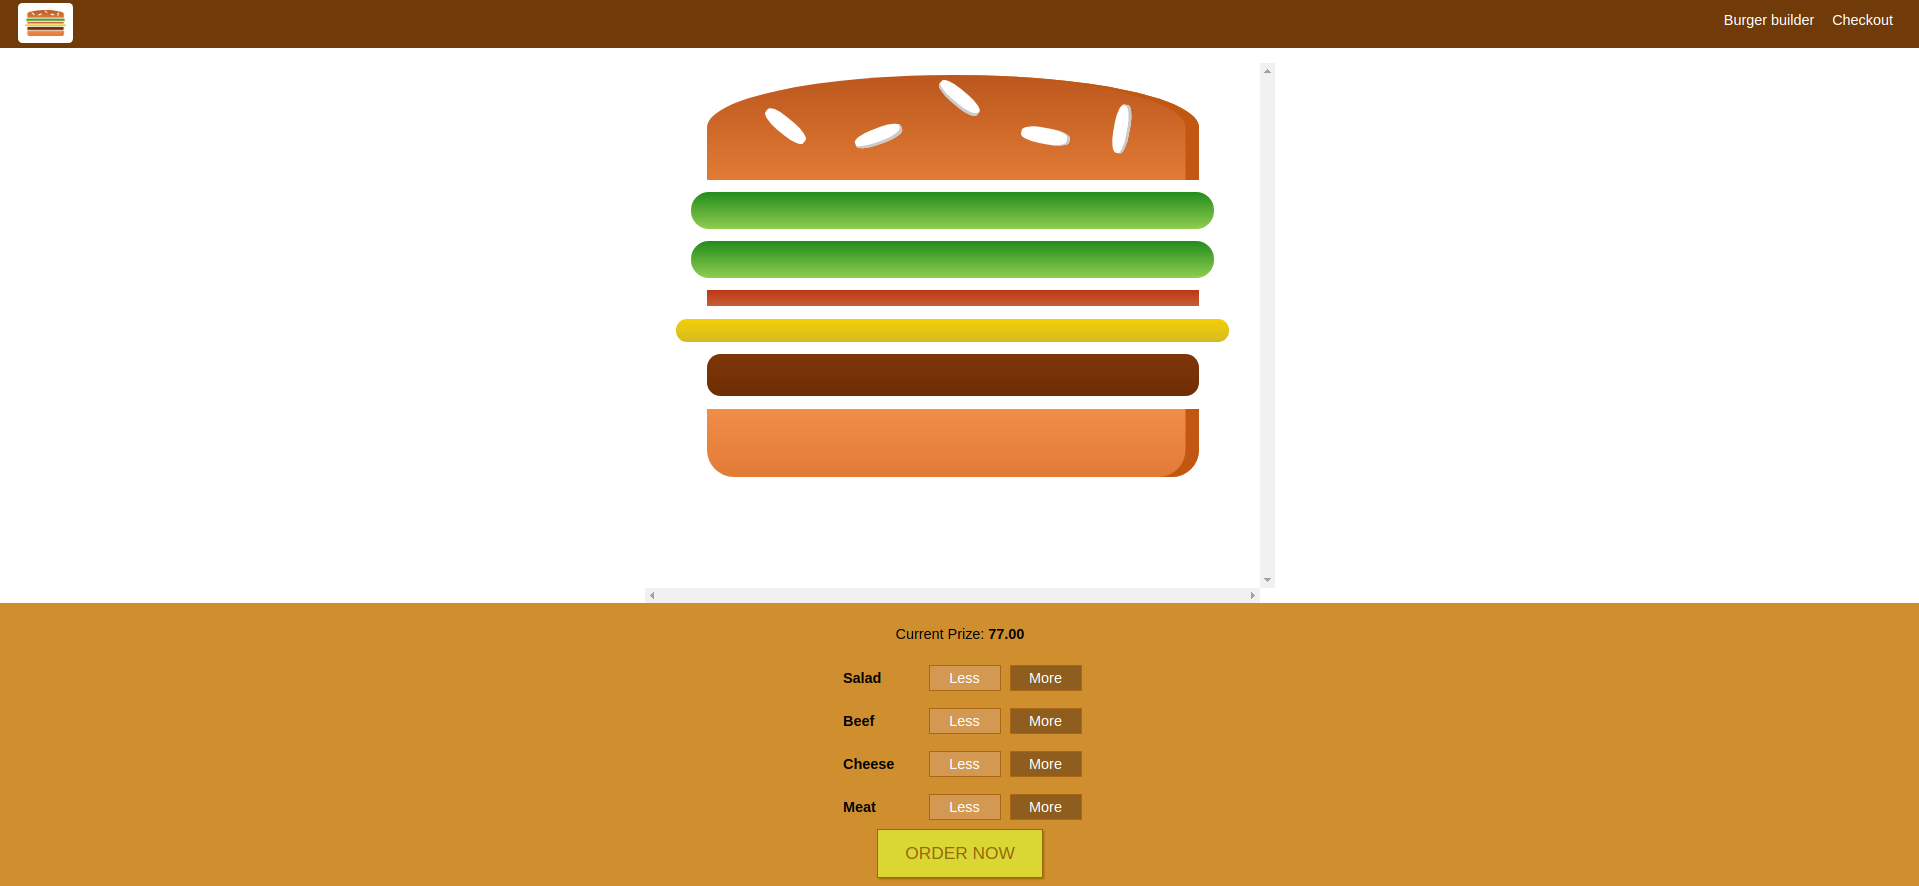 Burger builder Checkout
Current Prize: 77.00
Salad Less More
Beef Less More
Cheese Less More
Meat Less More
ORDER NOW